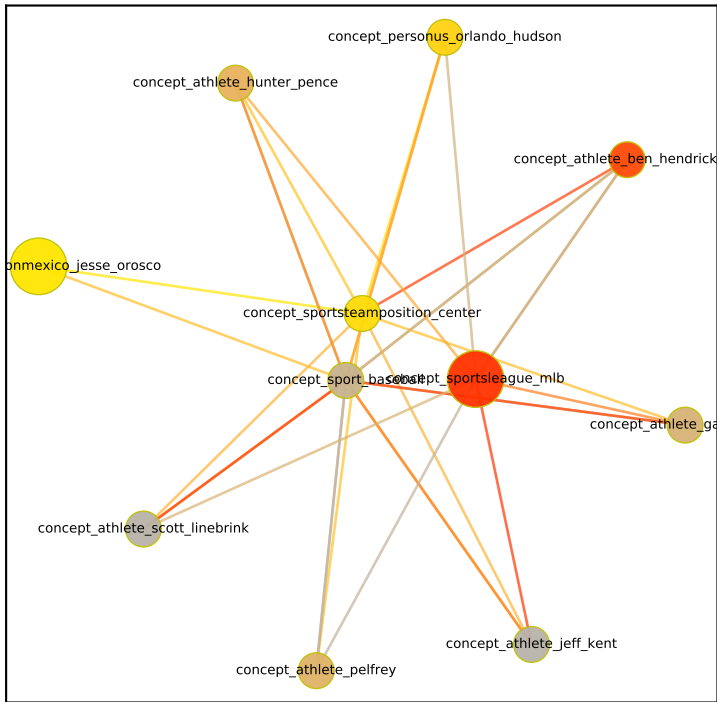 concept_personus_orlando_hudson
concept_athlete_hunter_pence
concept_athlete_ben_hendrick
onmexico_jesse_orosco
concept_sportsteamposition_center
concept_sport_baseball
concept_sportsleague_mlb
concept_athlete_ga
concept_athlete_scott_linebrink
concept_athlete_jeff_kent
concept_athlete_pelfrey